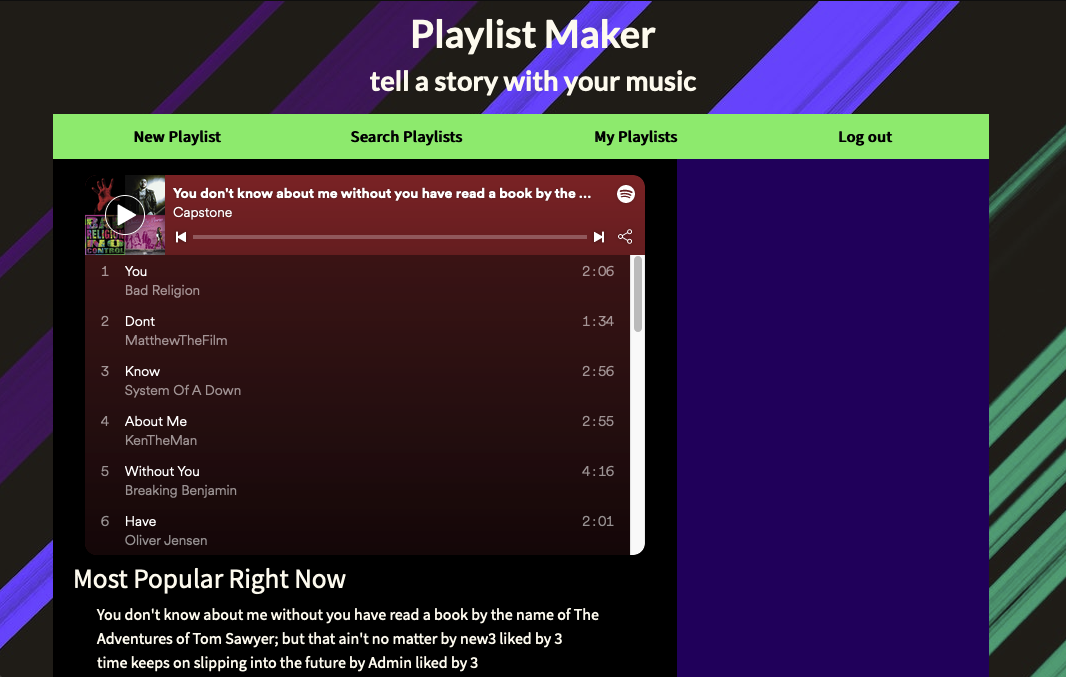 Playlist Maker
tell a story with your music
New Playlist Search Playlists My Playlists Log out
You don't know about me without you have read a book by the ...
Capstone
BAD
RELIGION
NO
CONTROL
1 You 2:06
Bad Religion
2 Dont 1:34
MatthewTheFilm
3 Know 2:56
System Of A Down
4 About Me 2:55
KenTheMan
5 Without You 4:16
Breaking Benjamin
6 Have 2:01
Oliver Jensen
Most Popular Right Now
You don't know about me without you have read a book by the name of The
Adventures of Tom Sawyer; but that ain't no matter by new3 liked by 3
time keeps on slipping into the future by Admin liked by 3